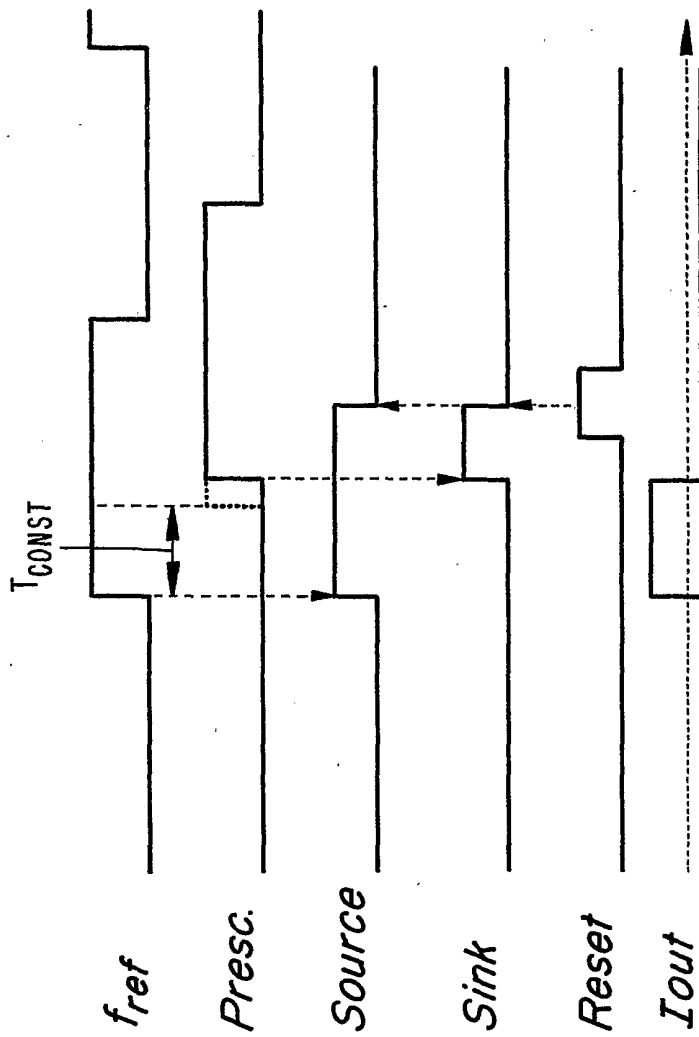 T_CONST
f_ref
Presc.
Source
Sink
Reset
Iout